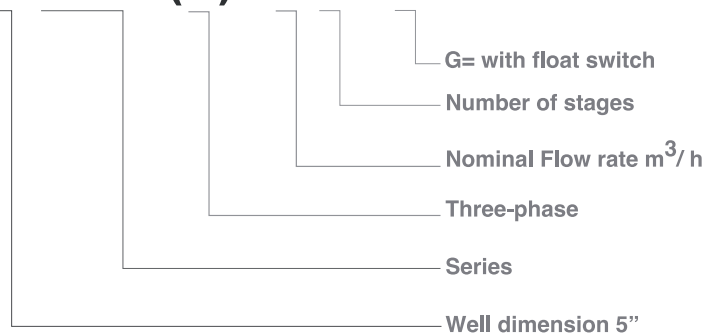 G= with float switch
Number of stages
Nominal Flow rate m³/ h
Three-phase
Series
Well dimension 5”